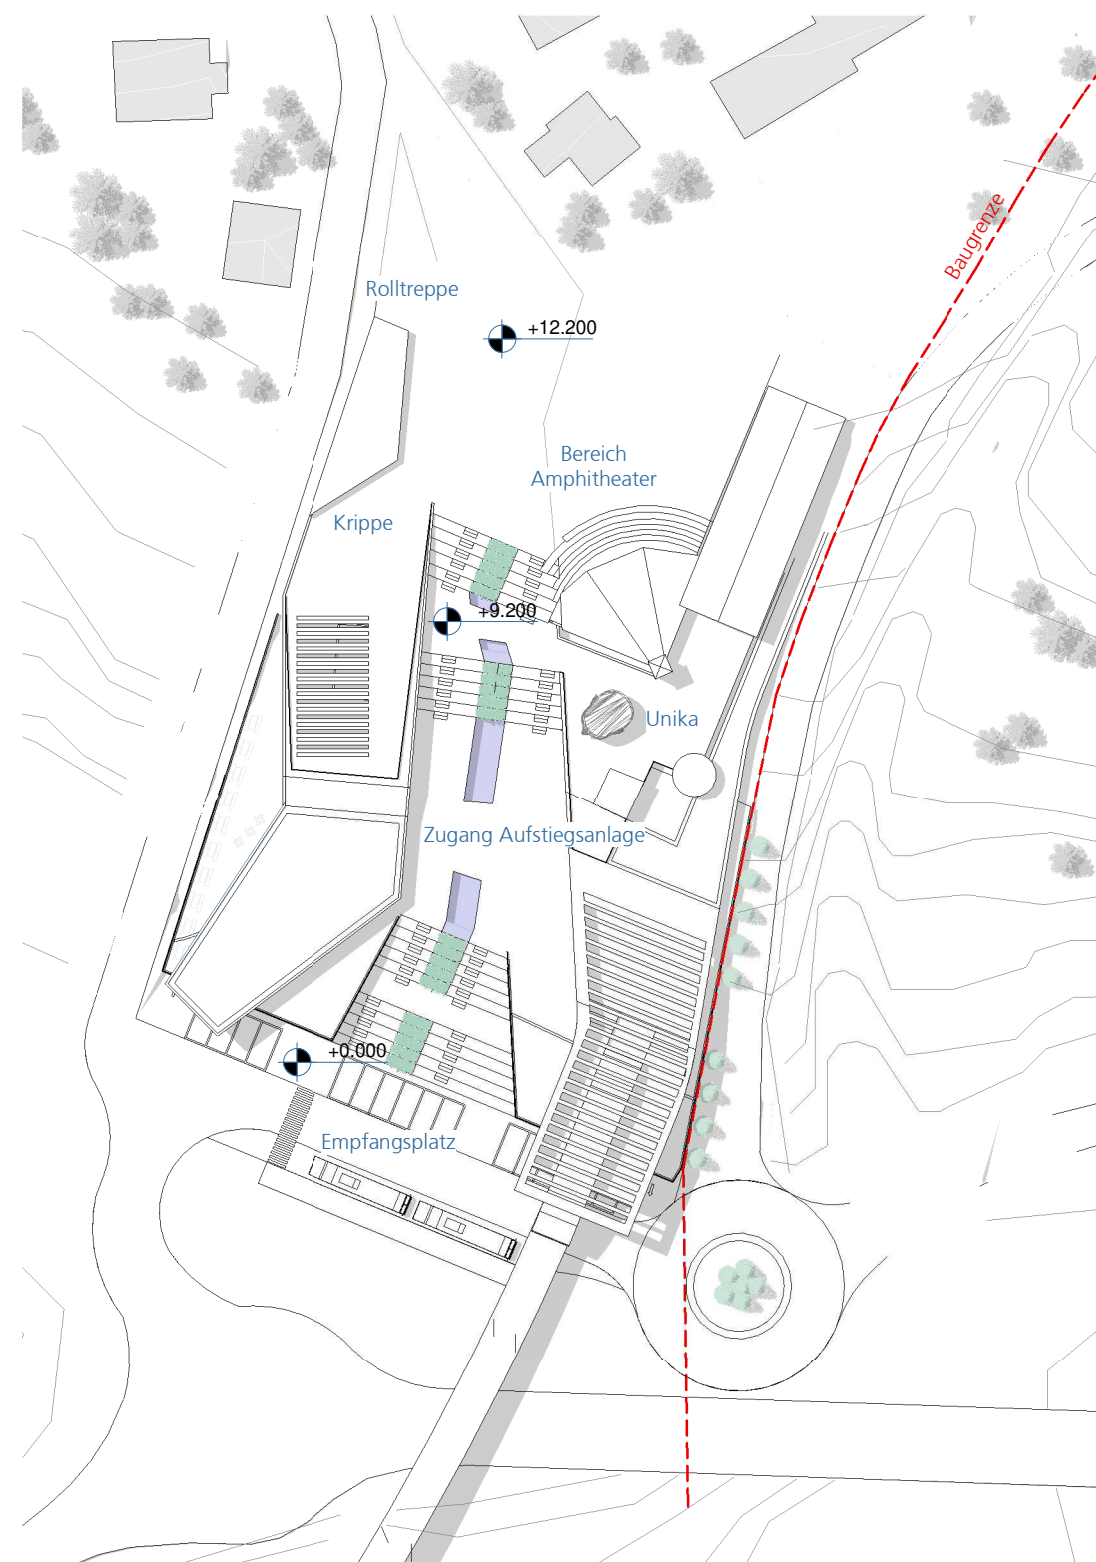 Baugrenze
Rolltreppe
+12.200
Bereich
Amphitheater
Krippe
+9.200
Unika
Zugang Aufstiegsanlage
+0.000
Empfangsplatz